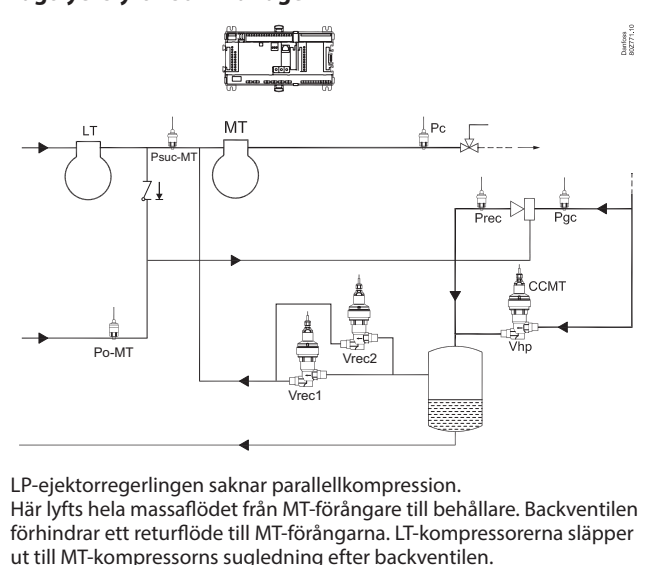 Danfoss
80Z771.10
LT
MT
Psuc-MT
Pc
Prec
Pgc
CCMT
Vhp
Po-MT
Vrec2
Vrec1
LP-ejektorregerlingen saknar parallellkompression.
Här lyfts hela massaflödet från MT-förångare till behållare. Backventilen
förhindrar ett returflöde till MT-förångarna. LT-kompressorerna släpper
ut till MT-kompressorns sugledning efter backventilen.